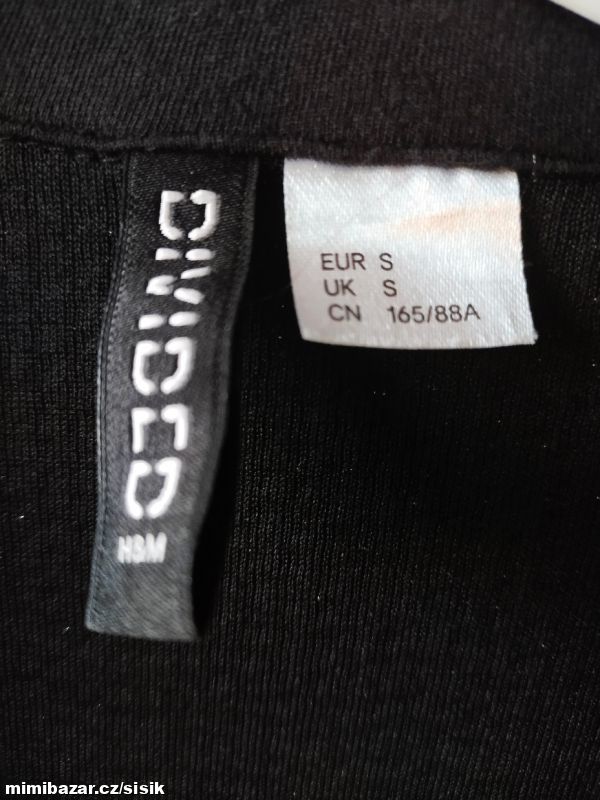 DIVIDED
H&M
EUR S
UK S
CN 165/88A
mimibazar.cz/sisik